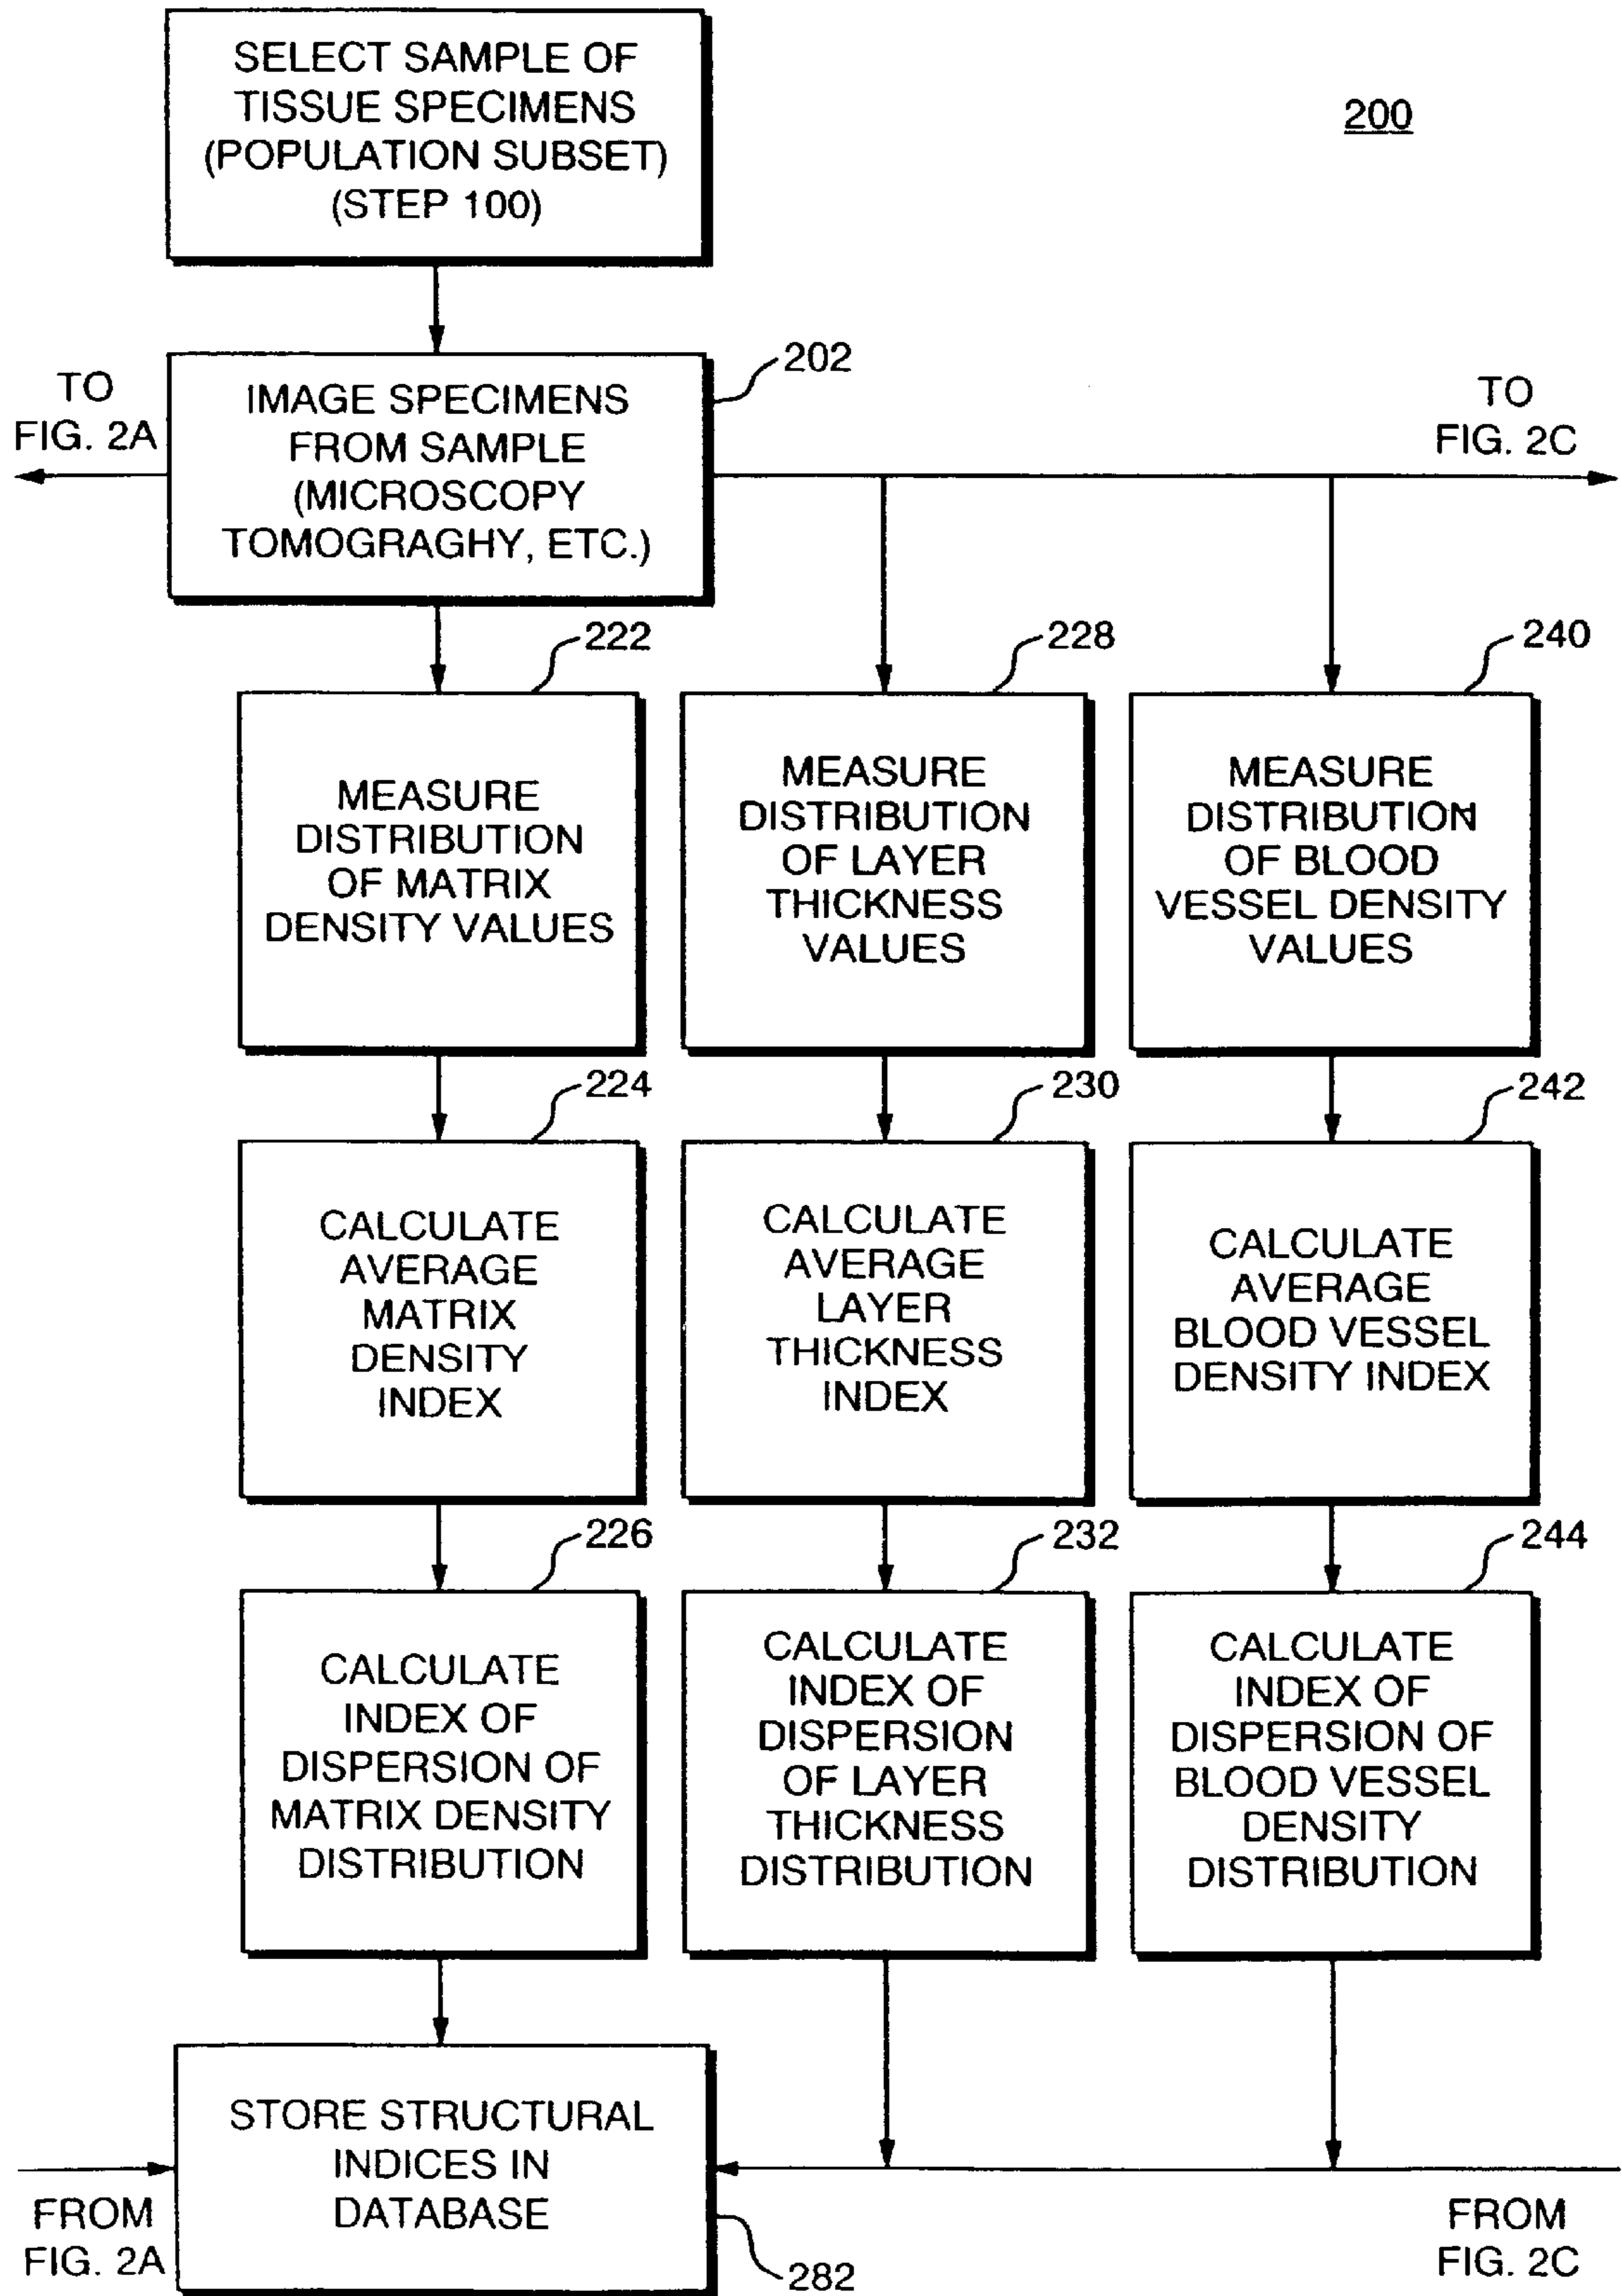 SELECT SAMPLE OF
TISSUE SPECIMENS
(POPULATION SUBSET)
(STEP 100)
200
202
TO
FIG. 2A
IMAGE SPECIMENS
FROM SAMPLE
(MICROSCOPY
TOMOGRAGHY, ETC.)
TO
FIG. 2C
222
228
240
MEASURE
DISTRIBUTION
OF MATRIX
DENSITY VALUES
MEASURE
DISTRIBUTION
OF LAYER
THICKNESS
VALUES
MEASURE
DISTRIBUTION
OF BLOOD
VESSEL DENSITY
VALUES
224
230
242
CALCULATE
AVERAGE
MATRIX
DENSITY
INDEX
CALCULATE
AVERAGE
LAYER
THICKNESS
INDEX
CALCULATE
AVERAGE
BLOOD VESSEL
DENSITY INDEX
226
232
244
CALCULATE
INDEX OF
DISPERSION OF
MATRIX DENSITY
DISTRIBUTION
CALCULATE
INDEX OF
DISPERSION
OF LAYER
THICKNESS
DISTRIBUTION
CALCULATE
INDEX OF
DISPERSION OF
BLOOD VESSEL
DENSITY
DISTRIBUTION
STORE STRUCTURAL
INDICES IN
DATABASE
FROM
FIG. 2A
282
FROM
FIG. 2C